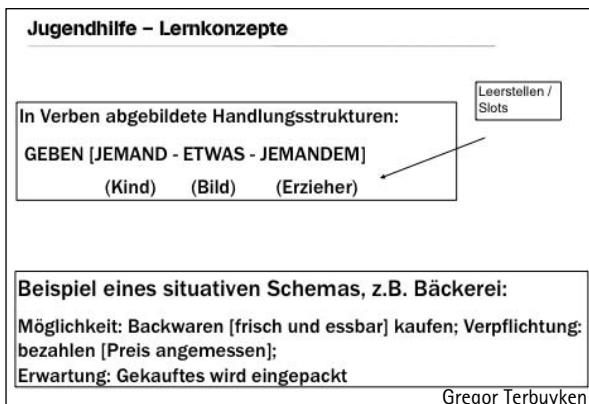 Jugendhilfe – Lernkonzepte
Leerstellen /
Slots
In Verben abgebildete Handlungsstrukturen:
GEBEN [JEMAND - ETWAS - JEMANDEM]
(Kind) (Bild) (Erzieher)
Beispiel eines situativen Schemas, z.B. Bäckerei:
Möglichkeit: Backwaren [frisch und essbar] kaufen; Verpflichtung:
bezahlen [Preis angemessen];
Erwartung: Gekauftes wird eingepackt
Gregor Terbuyken